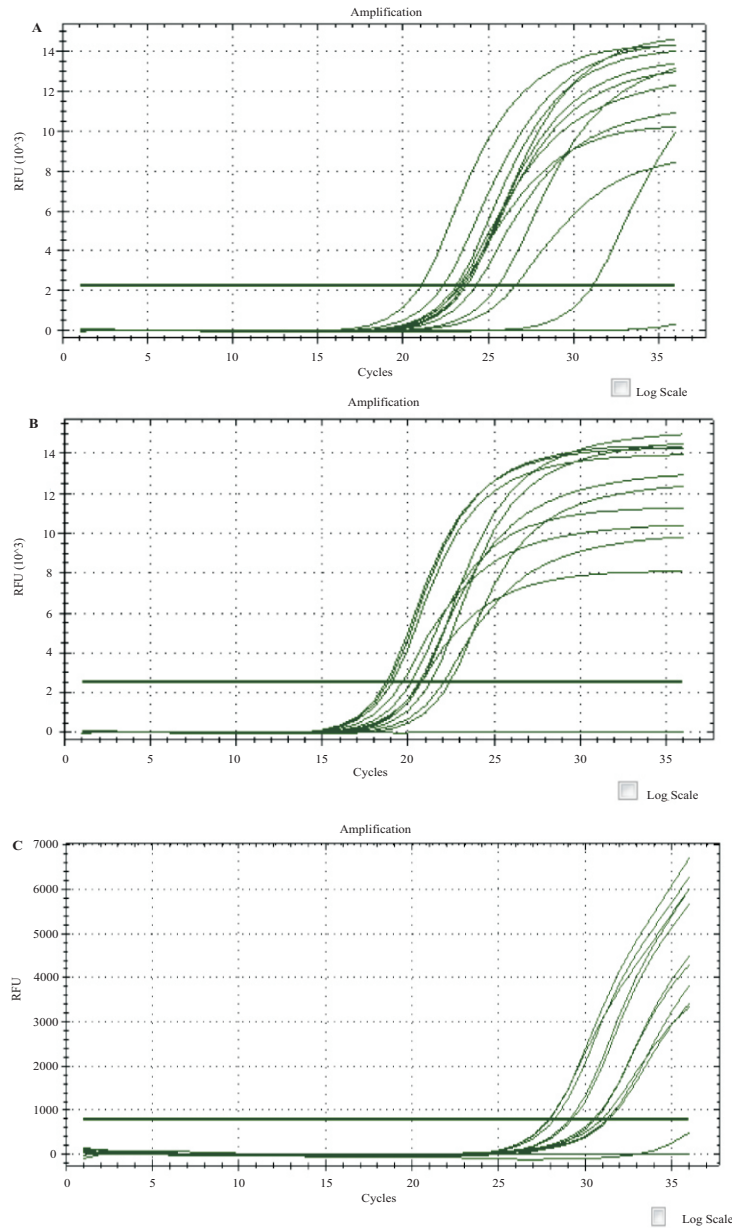 Amplification
A
14
12
10
8
6
4
2
0
RFU (10^3)
0 5 10 15 20 25 30 35
Cycles
Log Scale
Amplification
B
14
12
10
8
6
4
2
0
RFU (10^3)
0 5 10 15 20 25 30 35
Cycles
Log Scale
Amplification
C
7000
6000
5000
4000
3000
2000
1000
0
RFU
0 5 10 15 20 25 30 35
Cycles
Log Scale